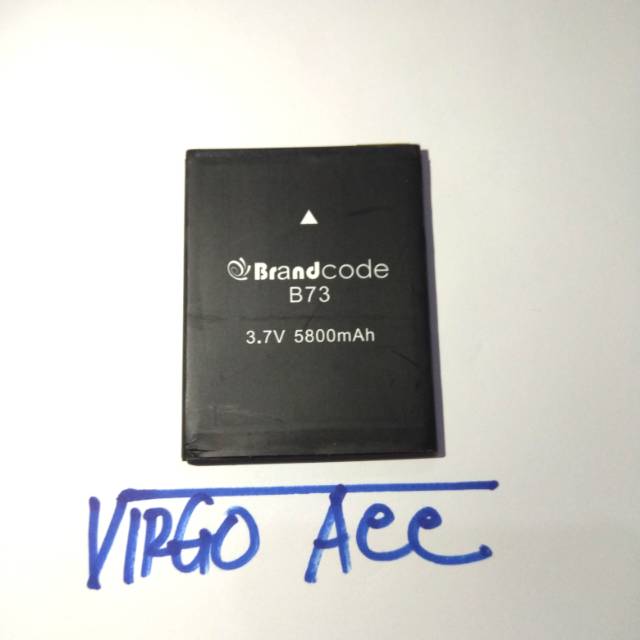 Brandcode
B73
3.7V 5800mAh
VIRGO Acc